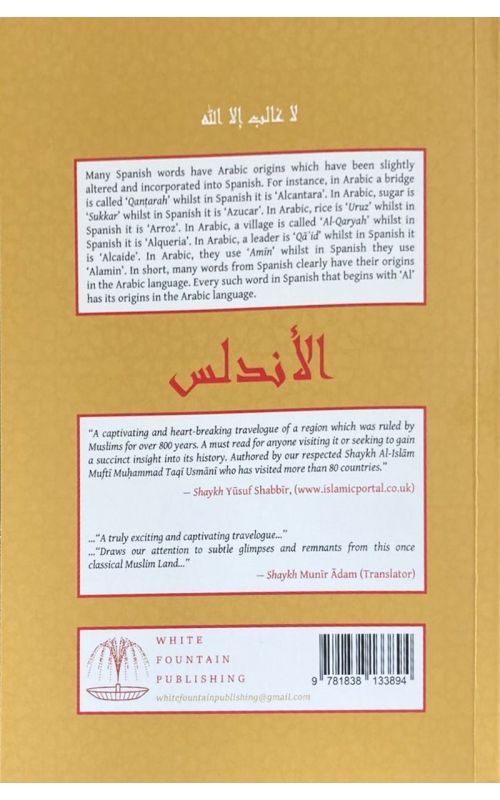 لا غالب إلا الله
Many Spanish words have Arabic origins which have been slightly
altered and incorporated into Spanish. For instance, in Arabic a bridge
is called ‘Qanṭarah’ whilst in Spanish it is ‘Alcantara’. In Arabic, sugar is
‘Sukkar’ whilst in Spanish it is ‘Azucar’. In Arabic, rice is ‘Uruz’ whilst in
Spanish it is ‘Arroz’. In Arabic, a village is called ‘Al-Qaryah’ whilst in
Spanish it is ‘Alqueria’. In Arabic, a leader is ‘Qāʾid’ whilst in Spanish it
is ‘Alcaide’. In Arabic, they use ‘Amīn’ whilst in Spanish they use
‘Alamin’. In short, many words from Spanish clearly have their origins
in the Arabic language. Every such word in Spanish that begins with ‘Al’
has its origins in the Arabic language.
الأندلس
“A captivating and heart-breaking travelogue of a region which was ruled by
Muslims for over 800 years. A must read for anyone visiting it or seeking to gain
a succinct insight into its history. Authored by our respected Shaykh Al-Islām
Muftī Muḥammad Taqī Usmānī who has visited more than 80 countries.”
— Shaykh Yūsuf Shabbīr, (www.islamicportal.co.uk)
...“A truly exciting and captivating travelogue...”
...“Draws our attention to subtle glimpses and remnants from this once
classical Muslim Land...”
— Shaykh Munīr Ādam (Translator)
WHITE
FOUNTAIN
PUBLISHING
whitefountainpublishing@gmail.com
9 781838 133894